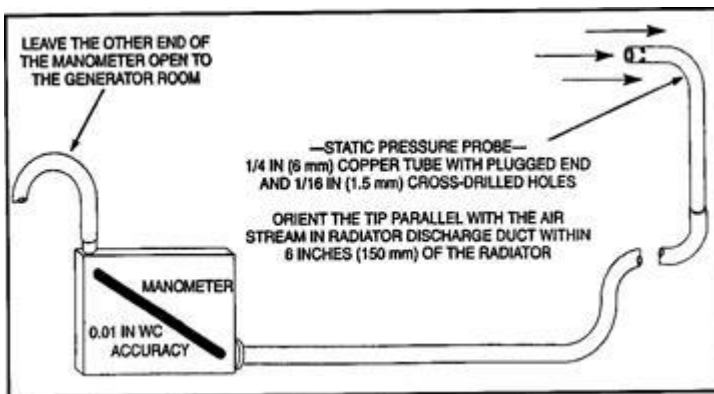 LEAVE THE OTHER END OF
THE MANOMETER OPEN TO
THE GENERATOR ROOM
—STATIC PRESSURE PROBE—
1/4 IN (6 mm) COPPER TUBE WITH PLUGGED END
AND 1/16 IN (1.5 mm) CROSS-DRILLED HOLES
ORIENT THE TIP PARALLEL WITH THE AIR
STREAM IN RADIATOR DISCHARGE DUCT WITHIN
6 INCHES (150 mm) OF THE RADIATOR
MANOMETER
0.01 IN WC
ACCURACY